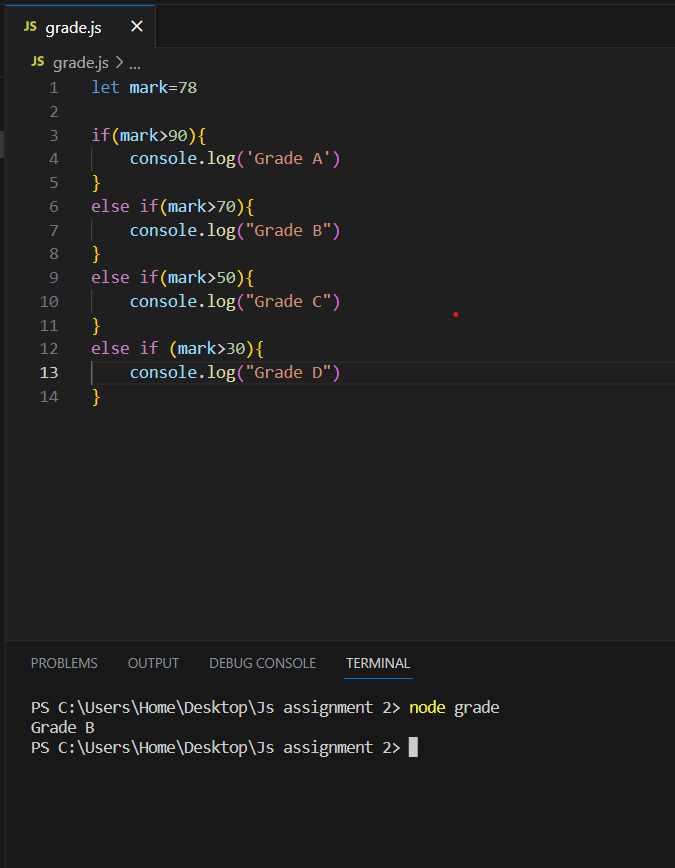 JS grade.js ×
JS grade.js > ...
1 let mark=78
2
3 if(mark>90){
4     console.log('Grade A')
5 }
6 else if(mark>70){
7     console.log("Grade B")
8 }
9 else if(mark>50){
10     console.log("Grade C")
11 }
12 else if (mark>30){
13     console.log("Grade D")
14 }
PROBLEMS OUTPUT DEBUG CONSOLE TERMINAL
PS C:\Users\Home\Desktop\Js assignment 2> node grade
Grade B
PS C:\Users\Home\Desktop\Js assignment 2>